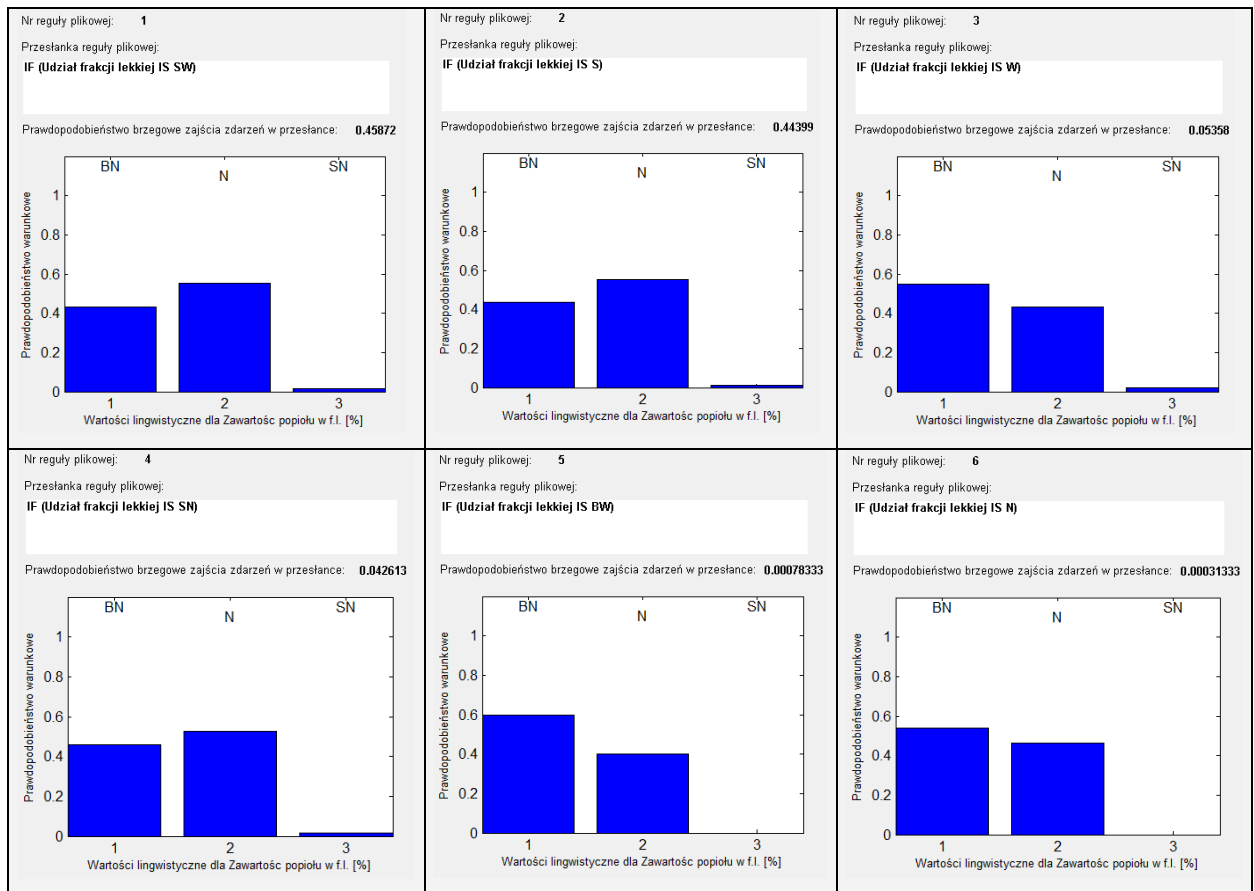 Nr reguły plikowej: 1
Przesłanka reguły plikowej:
IF (Udział frakcji lekkiej IS SW)
Prawdopodobieństwo brzegowe zajścia zdarzeń w przesłance: 0.45872
BN N SN
Prawdopodobieństwo warunkowe
1
0.8
0.6
0.4
0.2
0
1 2 3
Wartości lingwistyczne dla Zawartośc popiołu w f.l. [%]
Nr reguły plikowej: 2
Przesłanka reguły plikowej:
IF (Udział frakcji lekkiej IS S)
Prawdopodobieństwo brzegowe zajścia zdarzeń w przesłance: 0.44399
BN N SN
Prawdopodobieństwo warunkowe
1
0.8
0.6
0.4
0.2
0
1 2 3
Wartości lingwistyczne dla Zawartośc popiołu w f.l. [%]
Nr reguły plikowej: 3
Przesłanka reguły plikowej:
IF (Udział frakcji lekkiej IS W)
Prawdopodobieństwo brzegowe zajścia zdarzeń w przesłance: 0.05358
BN N SN
Prawdopodobieństwo warunkowe
1
0.8
0.6
0.4
0.2
0
1 2 3
Wartości lingwistyczne dla Zawartośc popiołu w f.l. [%]
Nr reguły plikowej: 4
Przesłanka reguły plikowej:
IF (Udział frakcji lekkiej IS SN)
Prawdopodobieństwo brzegowe zajścia zdarzeń w przesłance: 0.042613
BN N SN
Prawdopodobieństwo warunkowe
1
0.8
0.6
0.4
0.2
0
1 2 3
Wartości lingwistyczne dla Zawartośc popiołu w f.l. [%]
Nr reguły plikowej: 5
Przesłanka reguły plikowej:
IF (Udział frakcji lekkiej IS BW)
Prawdopodobieństwo brzegowe zajścia zdarzeń w przesłance: 0.00078333
BN N SN
Prawdopodobieństwo warunkowe
1
0.8
0.6
0.4
0.2
0
1 2 3
Wartości lingwistyczne dla Zawartośc popiołu w f.l. [%]
Nr reguły plikowej: 6
Przesłanka reguły plikowej:
IF (Udział frakcji lekkiej IS N)
Prawdopodobieństwo brzegowe zajścia zdarzeń w przesłance: 0.00031333
BN N SN
Prawdopodobieństwo warunkowe
1
0.8
0.6
0.4
0.2
0
1 2 3
Wartości lingwistyczne dla Zawartośc popiołu w f.l. [%]